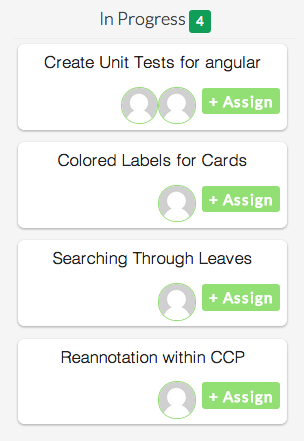 In Progress 4
Create Unit Tests for angular
+ Assign
Colored Labels for Cards
+ Assign
Searching Through Leaves
+ Assign
Reannotation within CCP
+ Assign